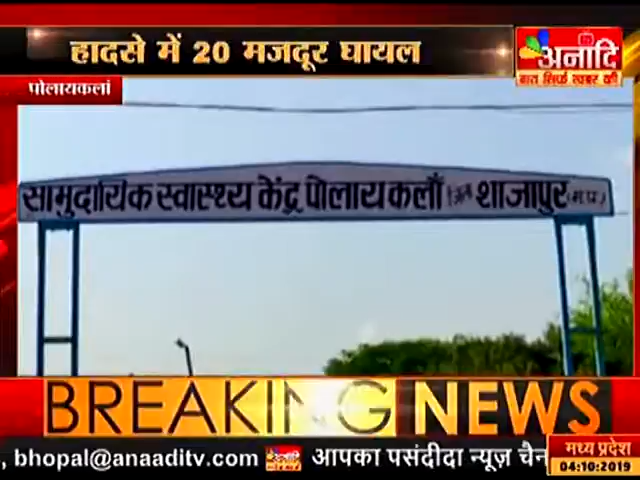 हादसे में 20 मजदूर घायल
अनादि
बात सिर्फ खबर की
पोलायकलां
सामुदायिक स्वास्थ्य केंद्र पोलायकलाँ जिला शाजापुर (म.प्र.)
BREAKING NEWS
, bhopal@anaaditv.com आपका पसंदीदा न्यूज़ चैन
मध्य प्रदेश
04:10:2019